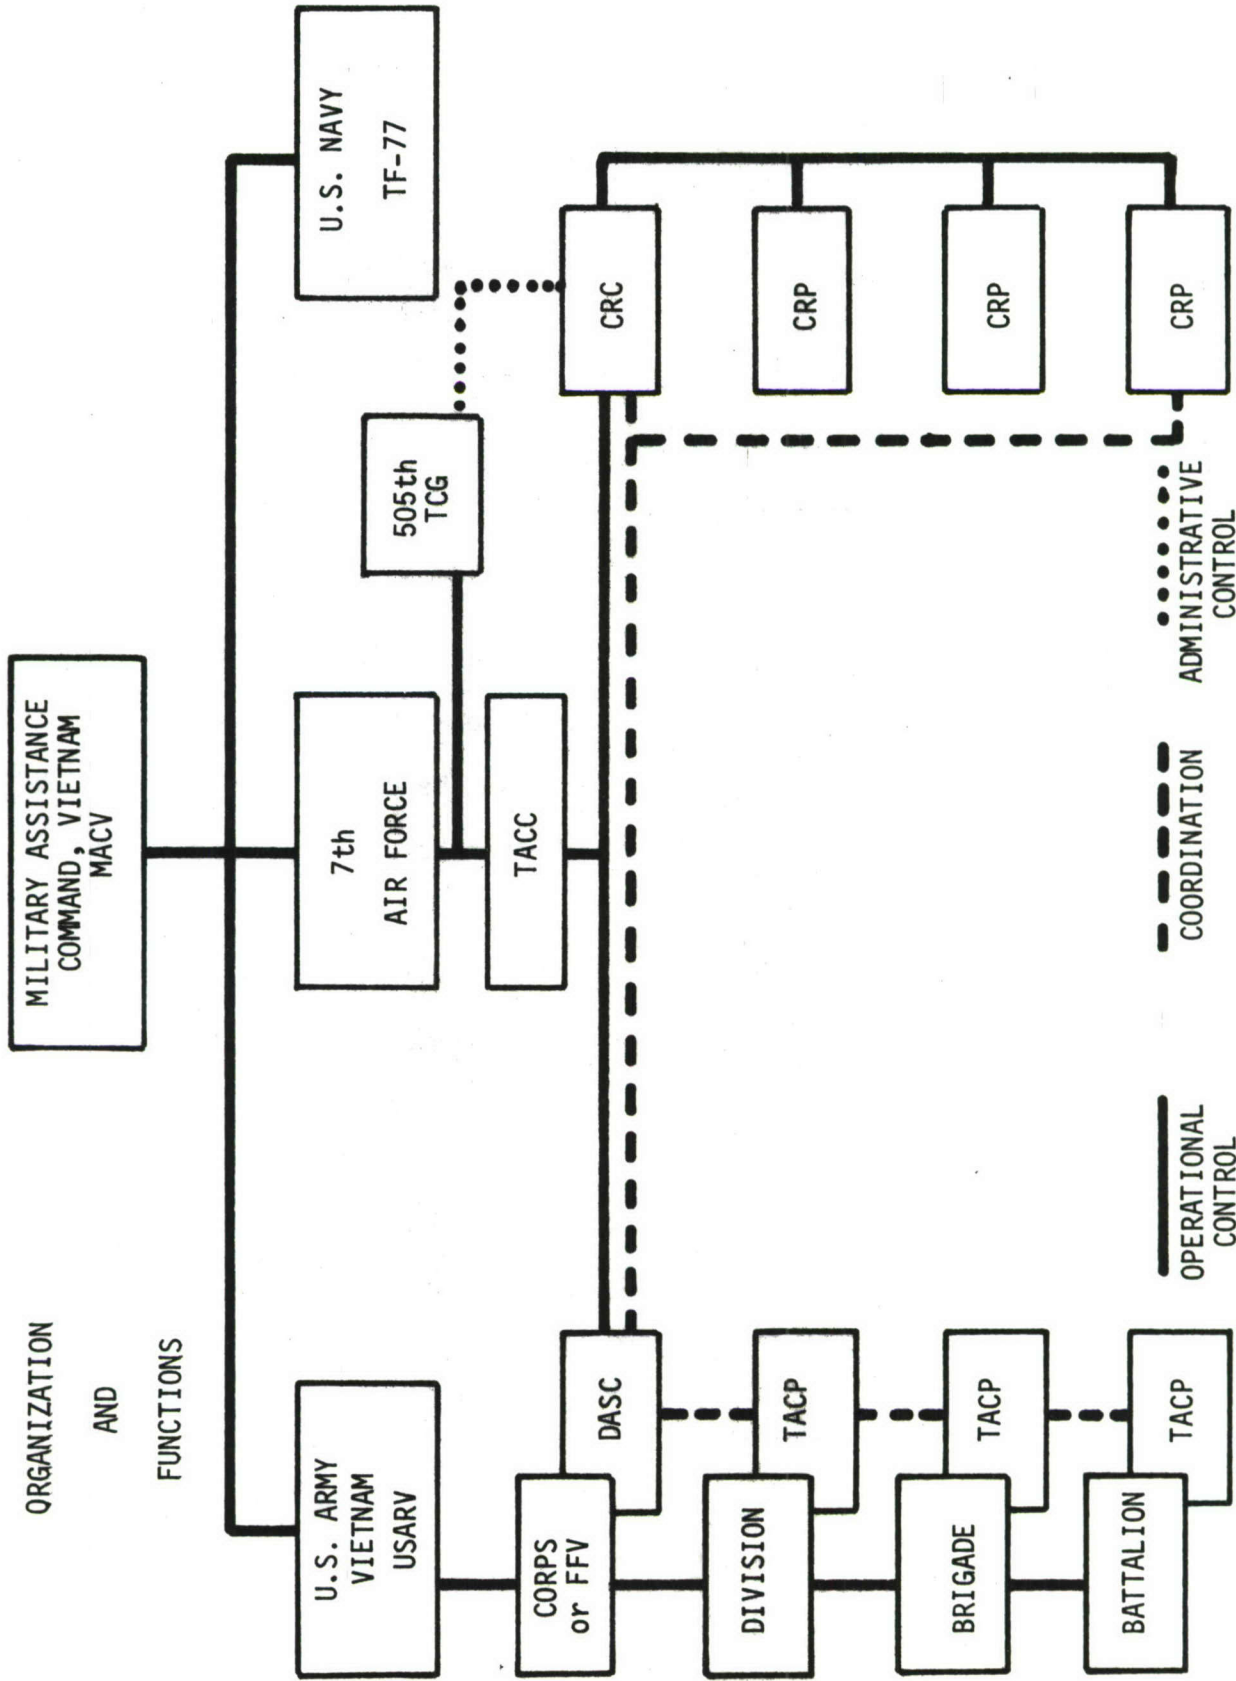 ORGANIZATION
AND
FUNCTIONS
MILITARY ASSISTANCE
COMMAND, VIETNAM
MACV
U.S. ARMY
VIETNAM
USARV
7th
AIR FORCE
U.S. NAVY
TF-77
505th
TCG
TACC
CORPS
or FFV
DASC
CRC
DIVISION
TACP
CRP
BRIGADE
TACP
CRP
BATTALION
TACP
CRP
OPERATIONAL
CONTROL
COORDINATION
ADMINISTRATIVE
CONTROL